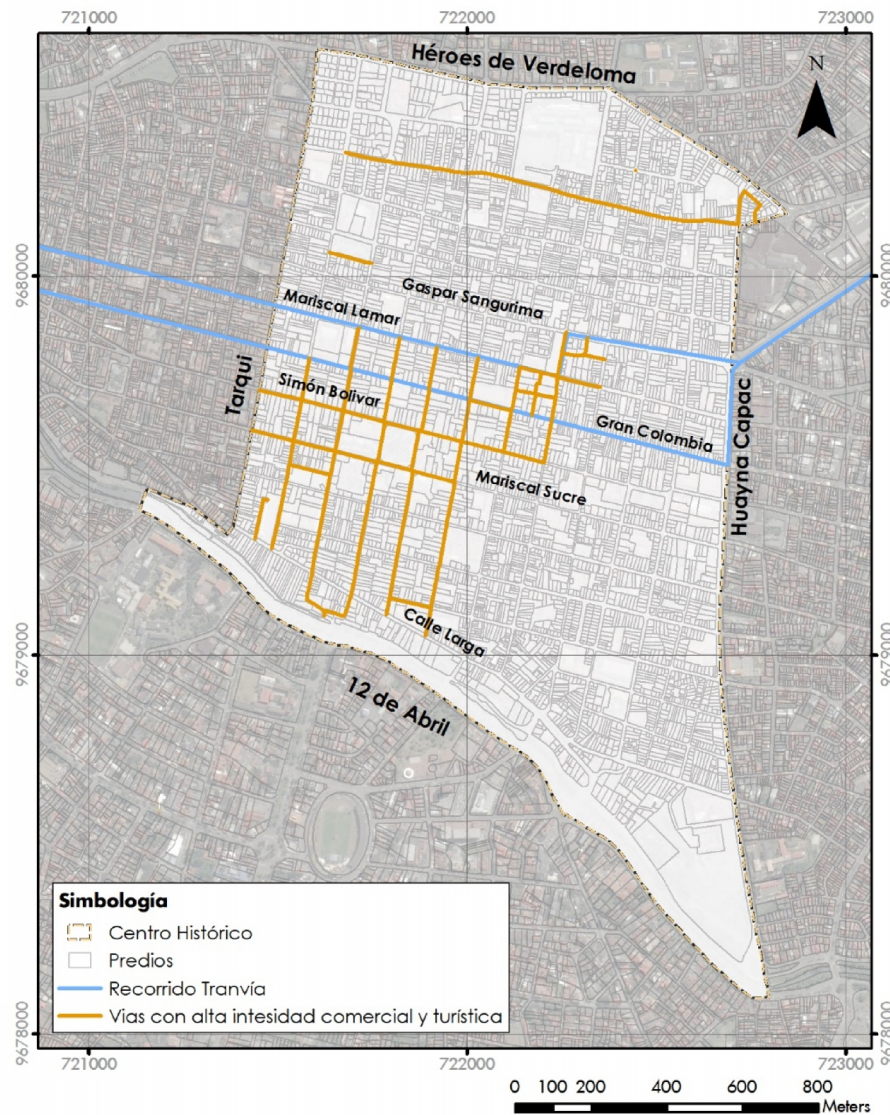 721000
722000
723000
Héroes de Verdeloma
N
9680000
9680000
Gaspar Sangurima
Mariscal Lamar
Tarqui
Simón Bolivar
Gran Colombia
Huayna Capac
Mariscal Sucre
9679000
9679000
Calle Larga
12 de Abril
Simbología
Centro Histórico
Predios
Recorrido Tranvía
Vias con alta intesidad comercial y turística
9678000
9678000
721000
722000
723000
0 100 200 400 600 800
Meters